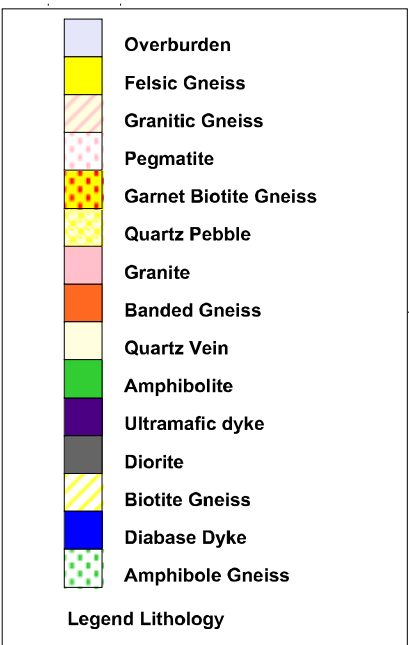 Overburden
Felsic Gneiss
Granitic Gneiss
Pegmatite
Garnet Biotite Gneiss
Quartz Pebble
Granite
Banded Gneiss
Quartz Vein
Amphibolite
Ultramafic dyke
Diorite
Biotite Gneiss
Diabase Dyke
Amphibole Gneiss
Legend Lithology